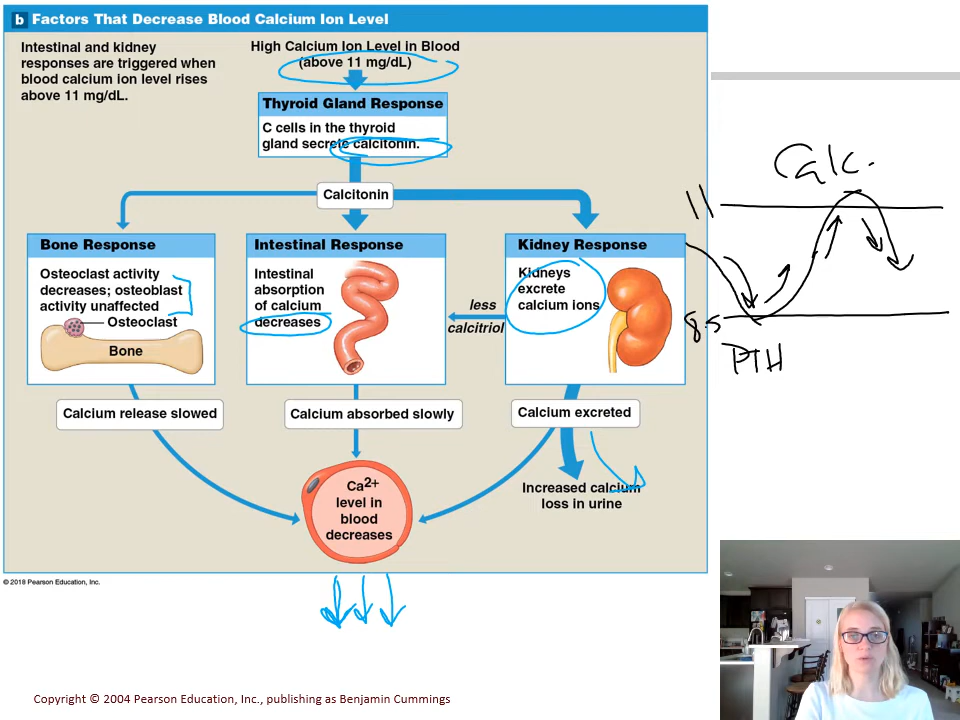 b Factors That Decrease Blood Calcium Ion Level
Intestinal and kidney
responses are triggered when
blood calcium ion level rises
above 11 mg/dL.
High Calcium Ion Level in Blood
(above 11 mg/dL)
Thyroid Gland Response
C cells in the thyroid
gland secrete calcitonin.
Calcitonin
Bone Response
Osteoclast activity
decreases; osteoblast
activity unaffected
Osteoclast
Bone
Intestinal Response
Intestinal
absorption
of calcium
decreases
less
calcitriol
Kidney Response
Kidneys
excrete
calcium ions
Calcium release slowed
Calcium absorbed slowly
Calcium excreted
Ca2+
level in
blood
decreases
Increased calcium
loss in urine
Calc.
11
8.5
PTH
© 2018 Pearson Education, Inc.
Copyright © 2004 Pearson Education, Inc., publishing as Benjamin Cummings